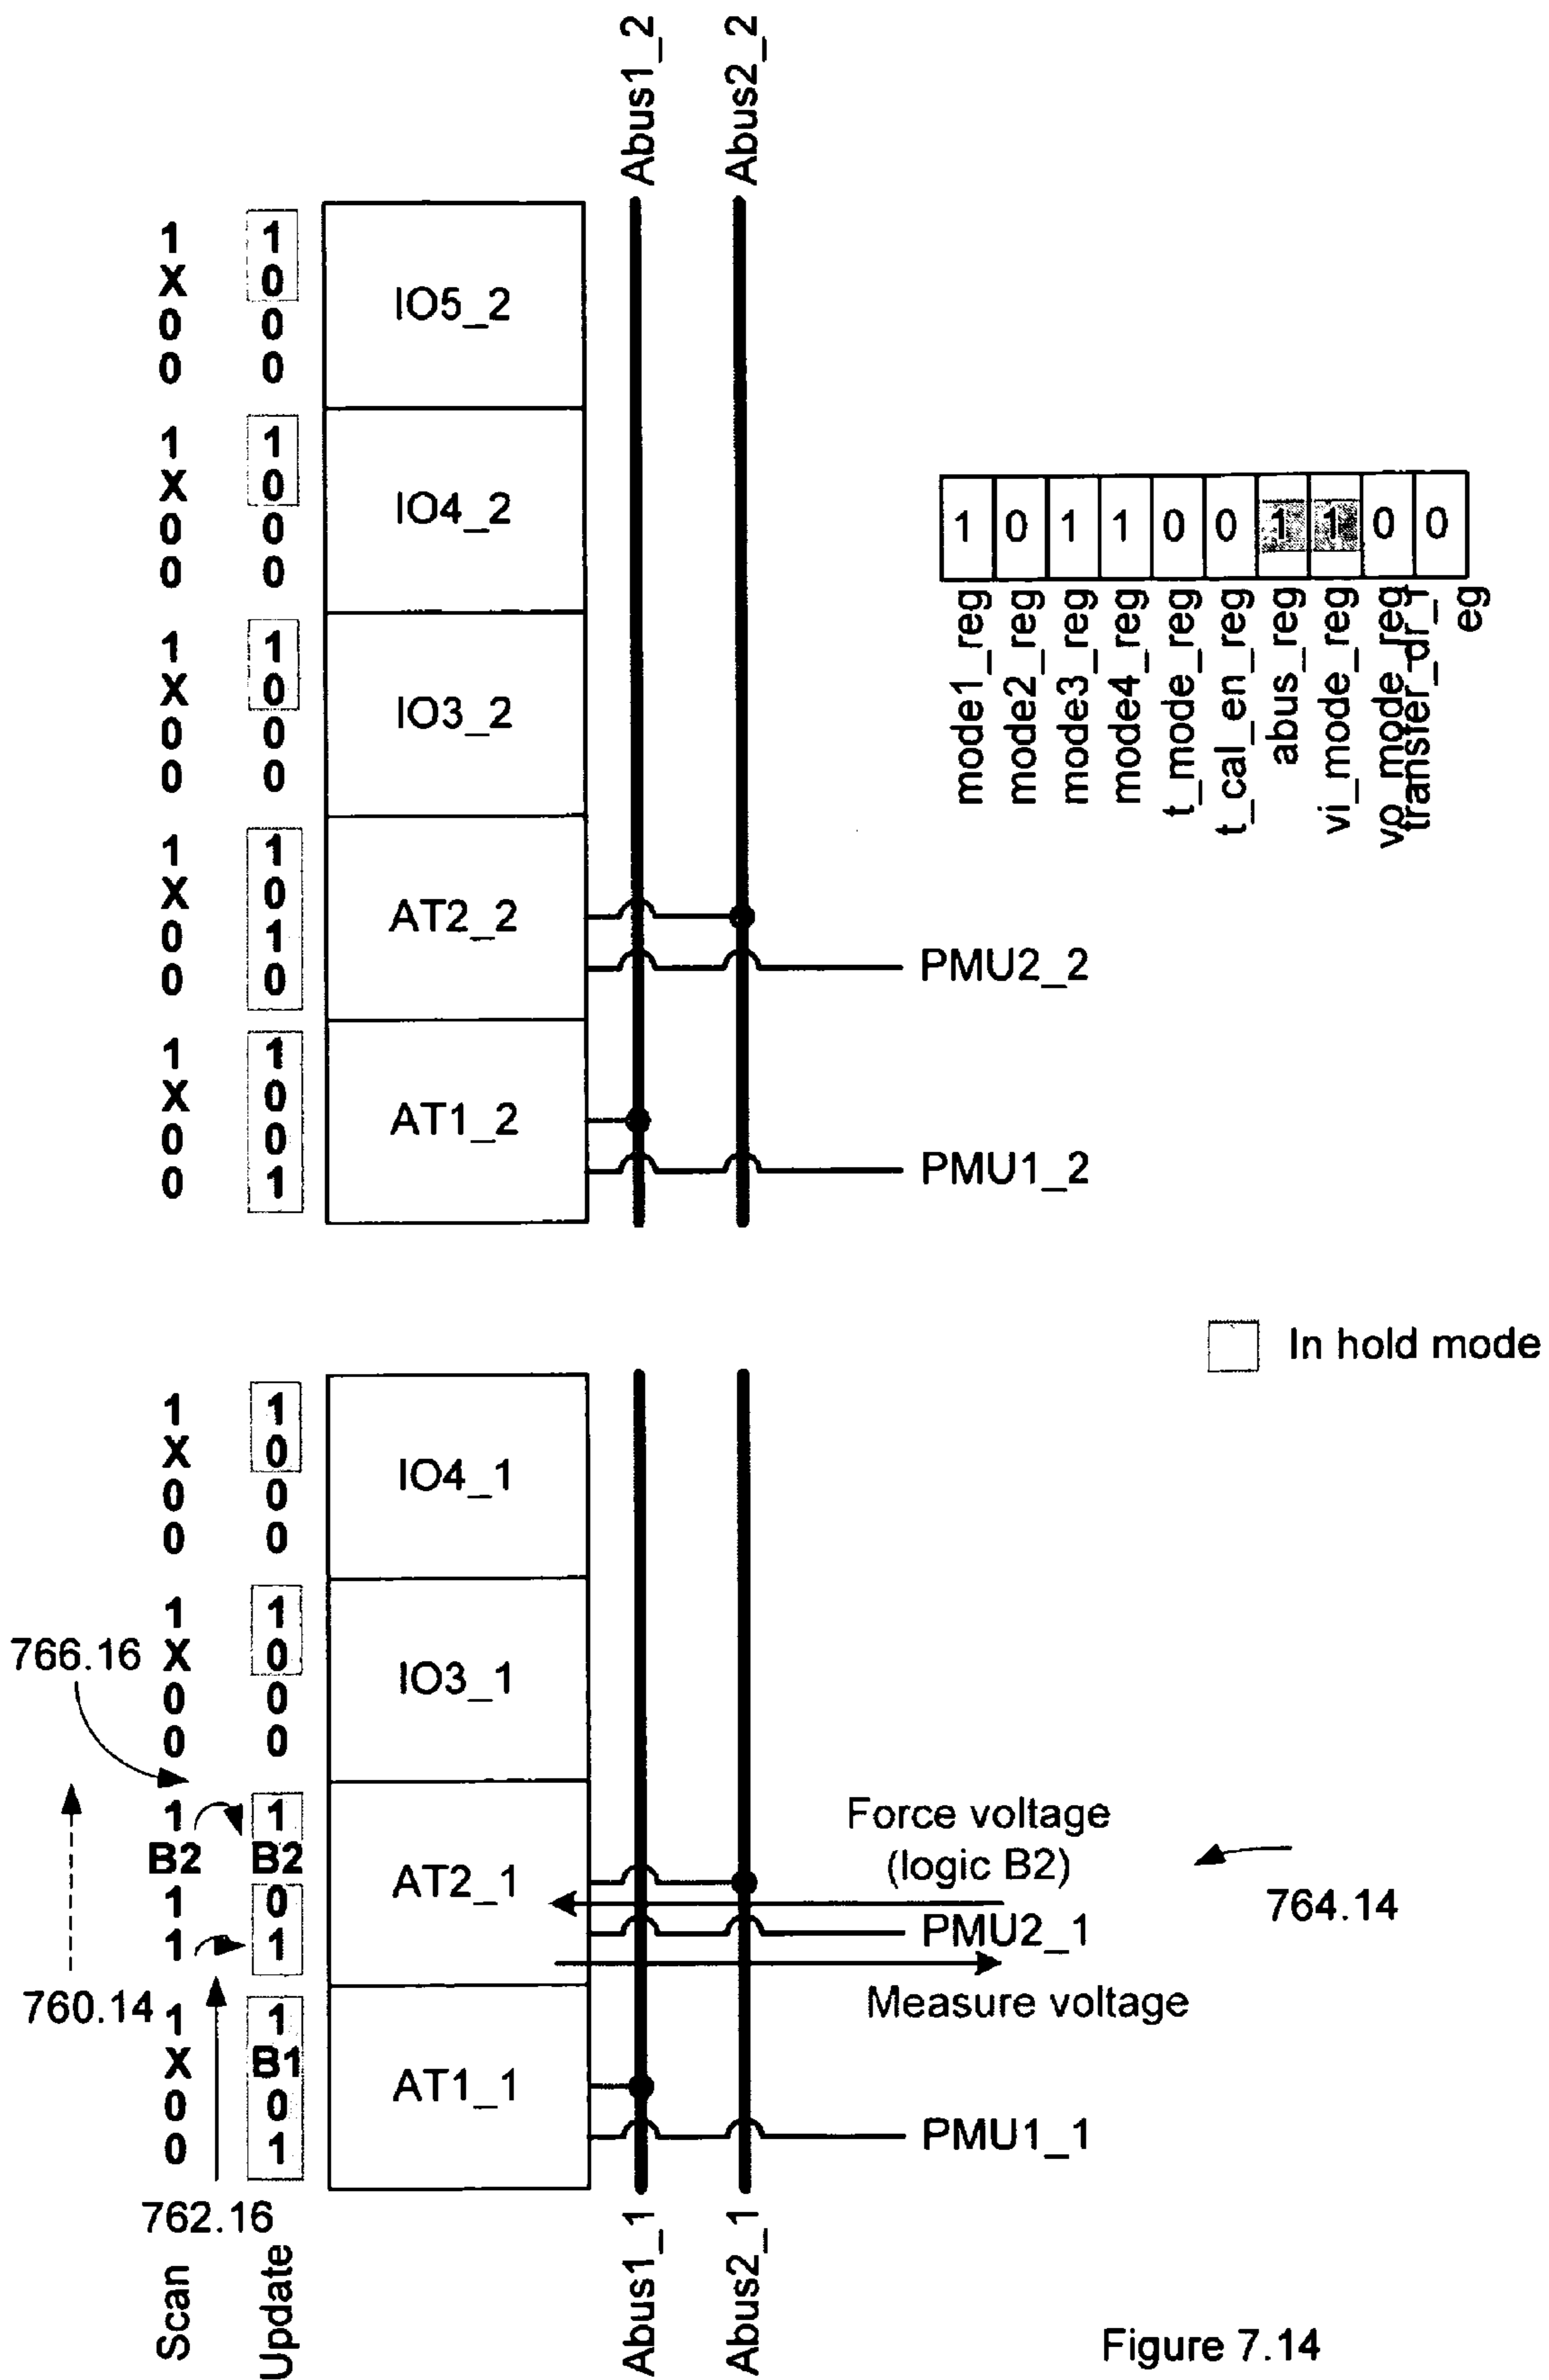 Abus1_2
Abus2_2
1 1
X 0
0 0
0 0
IO5_2
1 1
X 0
0 0
0 0
IO4_2
1 1
X 0
0 0
0 0
IO3_2
1 1
X 0
0 1
0 0
AT2_2
PMU2_2
1 1
X 0
0 0
0 1
AT1_2
PMU1_2
1 0 1 1 0 0 1 1 0 0
mode1_reg
mode2_reg
mode3_reg
mode4_reg
t_mode_reg
t_cal_en_reg
abus_reg
vi_mode_reg
vo_mode_reg
transfer_dr_r
eg
In hold mode
1 1
X 0
0 0
0 0
IO4_1
1 1
766.16 X 0
0 0
0 0
IO3_1
1 1
B2 B2
1 0
1 1
AT2_1
Force voltage
(logic B2)
764.14
PMU2_1
Measure voltage
760.14
1 1
X B1
0 0
0 1
AT1_1
PMU1_1
762.16
Scan
Update
Abus1_1
Abus2_1
Figure 7.14